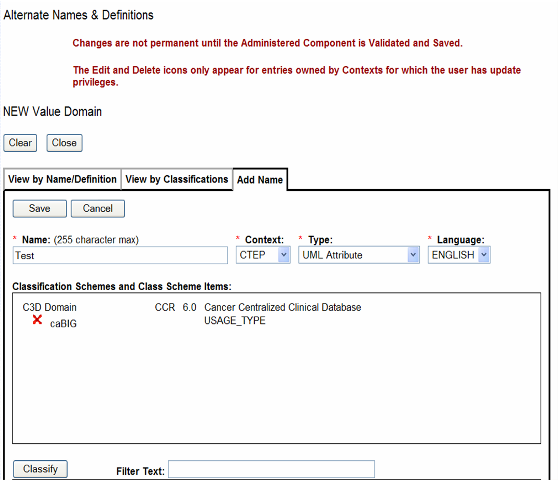 Alternate Names & Definitions
Changes are not permanent until the Administered Component is Validated and Saved.
The Edit and Delete icons only appear for entries owned by Contexts for which the user has update
privileges.
NEW Value Domain
Clear Close
View by Name/Definition View by Classifications Add Name
Save Cancel
* Name: (255 character max) * Context: * Type: * Language:
Test CTEP UML Attribute ENGLISH
Classification Schemes and Class Scheme Items:
C3D Domain CCR 6.0 Cancer Centralized Clinical Database
caBIG USAGE_TYPE
Classify Filter Text: